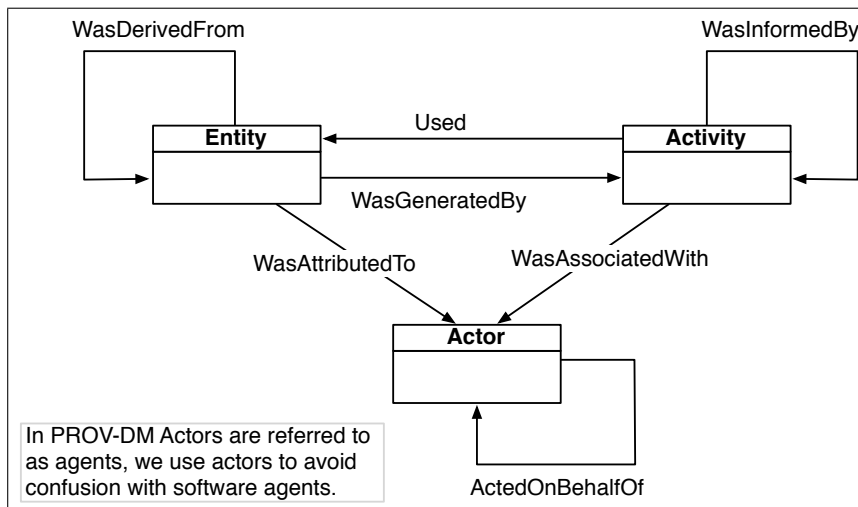 WasDerivedFrom
WasInformedBy
Used
Entity
Activity
WasGeneratedBy
WasAttributedTo
WasAssociatedWith
Actor
In PROV-DM Actors are referred to
as agents, we use actors to avoid
confusion with software agents.
ActedOnBehalfOf